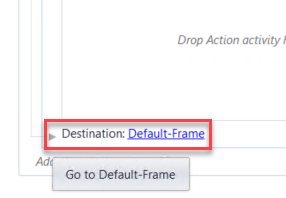 Drop Action activity
Destination: Default-Frame
Go to Default-Frame